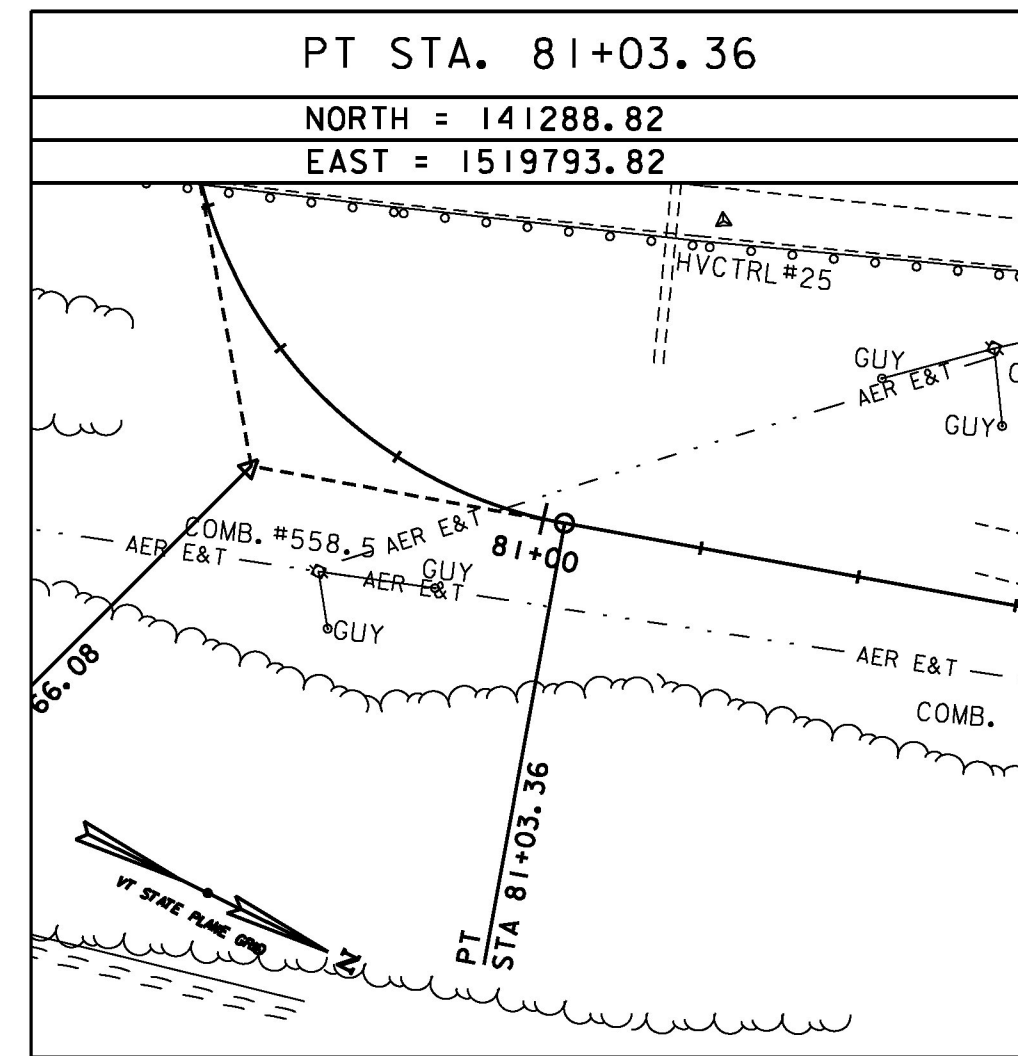 PT STA. 81+03.36
NORTH = 141288.82
EAST = 1519793.82
HVCTRL#25
GUY
AER E&T
GUY
COMB. #558.5
AER E&T
81+00
AER E&T
GUY
AER E&T
GUY
AER E&T
66.08
COMB.
PT
STA 81+03.36
VT STATE PLANE GRID
N